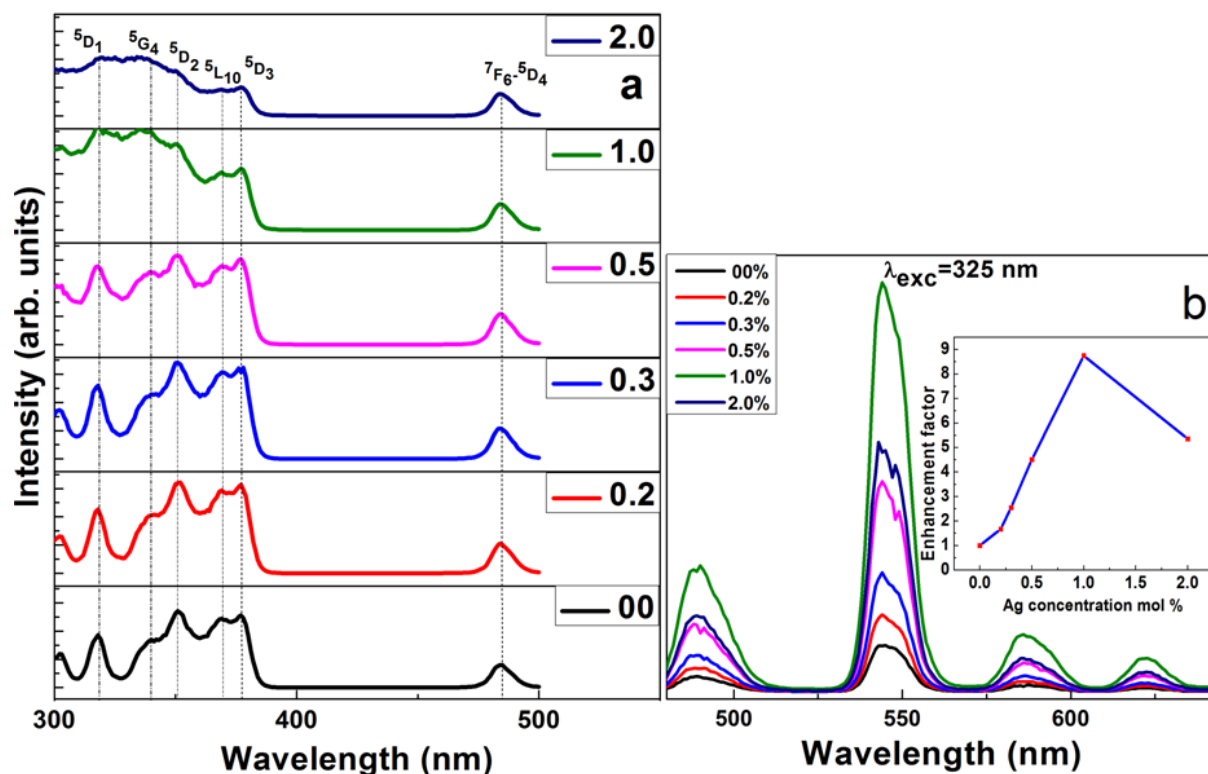 2.0
a
⁵D₁
⁵G₄
⁵D₂
⁵L₁₀
⁵D₃
⁷F₆-⁵D₄
1.0
0.5
0.3
0.2
00
300 400 500
Wavelength (nm)
Intensity (arb. units)
λexc=325 nm
b
00%
0.2%
0.3%
0.5%
1.0%
2.0%
9
8
7
6
5
4
3
2
1
0
Enhancement factor
0.0 0.5 1.0 1.5 2.0
Ag concentration mol %
500 550 600
Wavelength (nm)